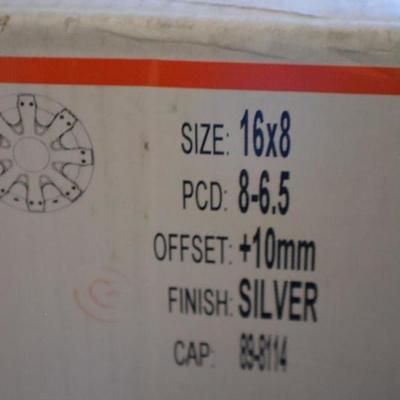 SIZE: 16x8
PCD: 8-6.5
OFFSET: +10mm
FINISH: SILVER
CAP: 89-8114